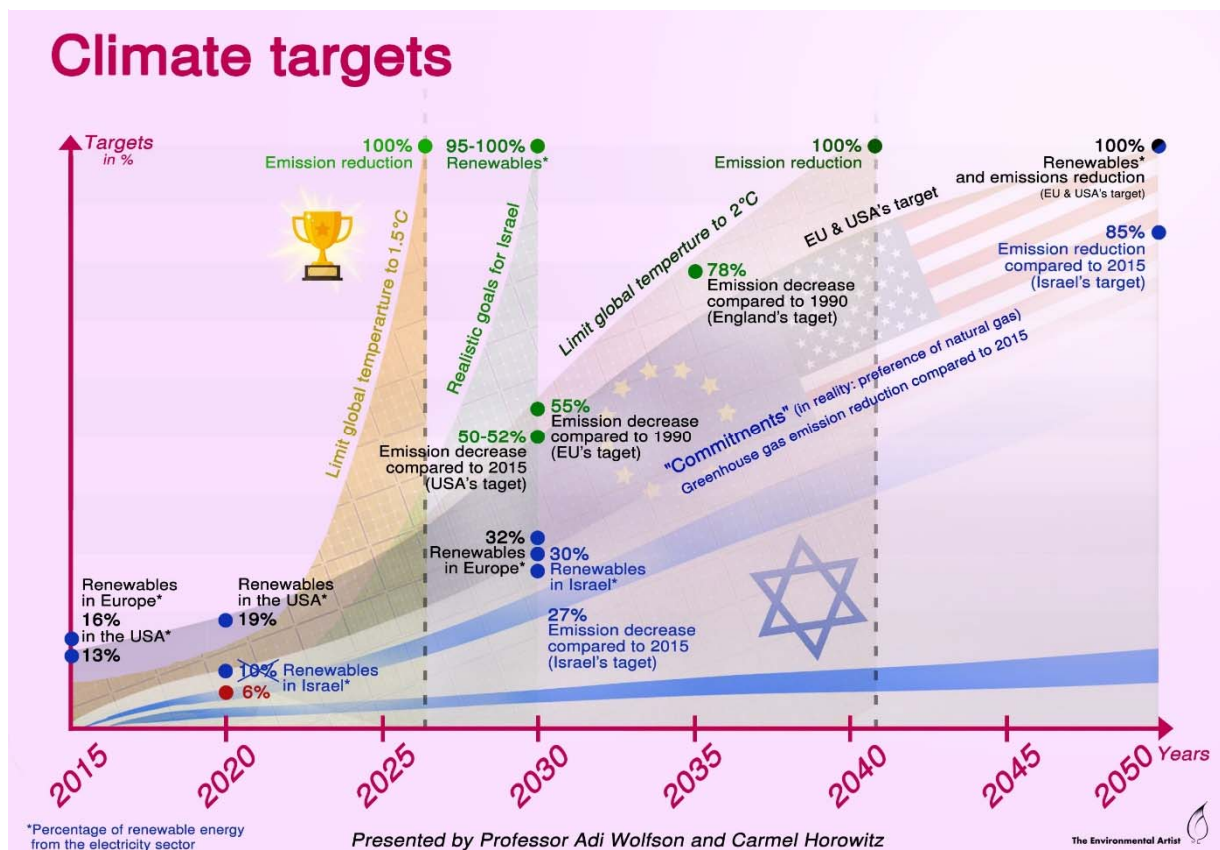 Climate targets
Targets
in %
100%
Emission reduction
95-100%
Renewables*
100%
Emission reduction
100%
Renewables*
and emissions reduction
(EU & USA's target)
85%
Emission reduction
compared to 2015
(Israel's target)
Limit global temperarture to 1.5°C
Realistic goals for Israel
Limit global temperture to 2°C
EU & USA's target
78%
Emission decrease
compared to 1990
(England's taget)
"Commitments" (in reality: preference of natural gas)
Greenhouse gas emission reduction compared to 2015
55%
Emission decrease
compared to 1990
(EU's taget)
50-52%
Emission decrease
compared to 2015
(USA's taget)
32%
Renewables
in Europe*
30%
Renewables
in Israel*
27%
Emission decrease
compared to 2015
(Israel's taget)
Renewables
in Europe*
16%
in the USA*
13%
Renewables
in the USA*
19%
10% Renewables
in Israel*
6%
2015
2020
2025
2030
2035
2040
2045
2050
Years
*Percentage of renewable energy
from the electricity sector
Presented by Professor Adi Wolfson and Carmel Horowitz
The Environmental Artist